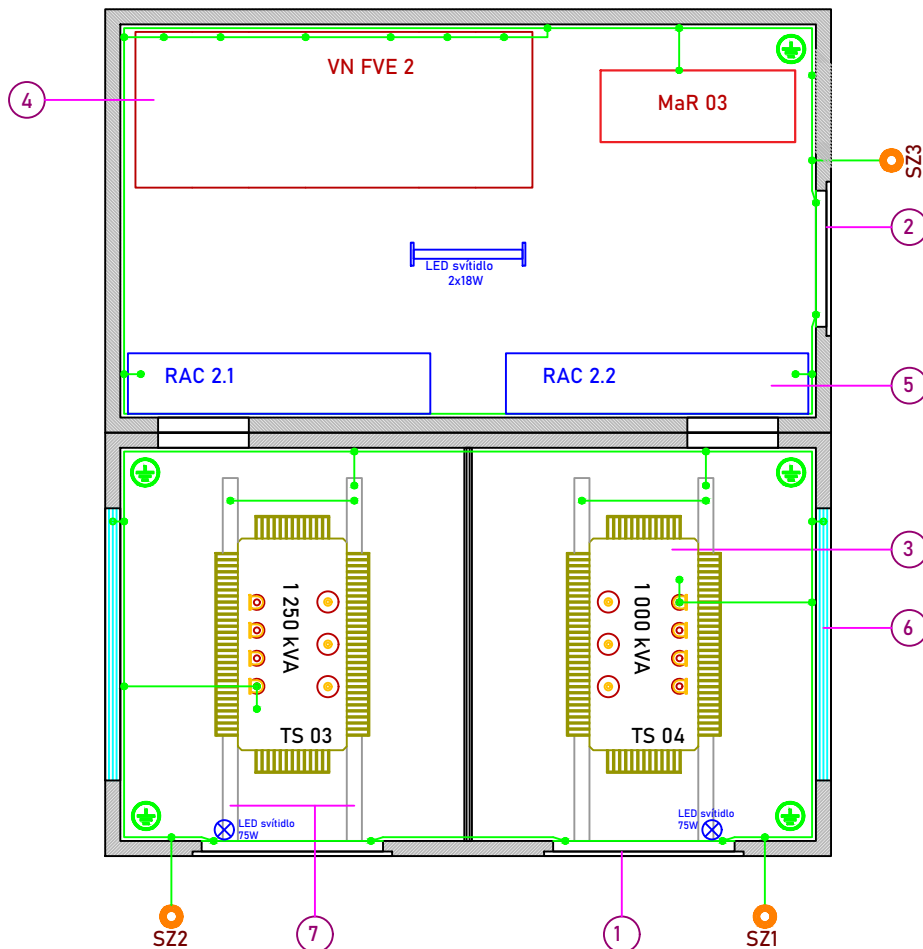 VN FVE 2
4
MaR 03
SZ3
2
LED svítidlo
2x18W
RAC 2.1
RAC 2.2
5
3
1 250 kVA
1 000 kVA
6
TS 03
TS 04
LED svítidlo
75W
LED svítidlo
75W
SZ2
7
1
SZ1